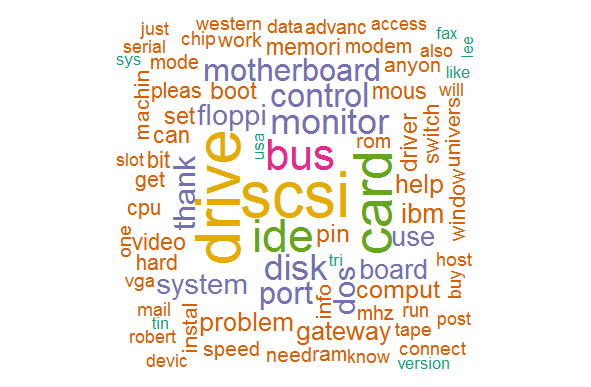 just western data advanc access fax
serial chip work memori modem also lee
sys mode motherboard anyon like
machin pleas boot control mous will
set floppi monitor driver switch univers
can usa rom
slot bit drive bus card
get thank scsi help window
cpu ibm
one video ide pin use
hard disk tri board host
vga system port dos comput buy
mail instal info mhz run post
tin problem gateway tape
robert speed need ram know connect
devic version